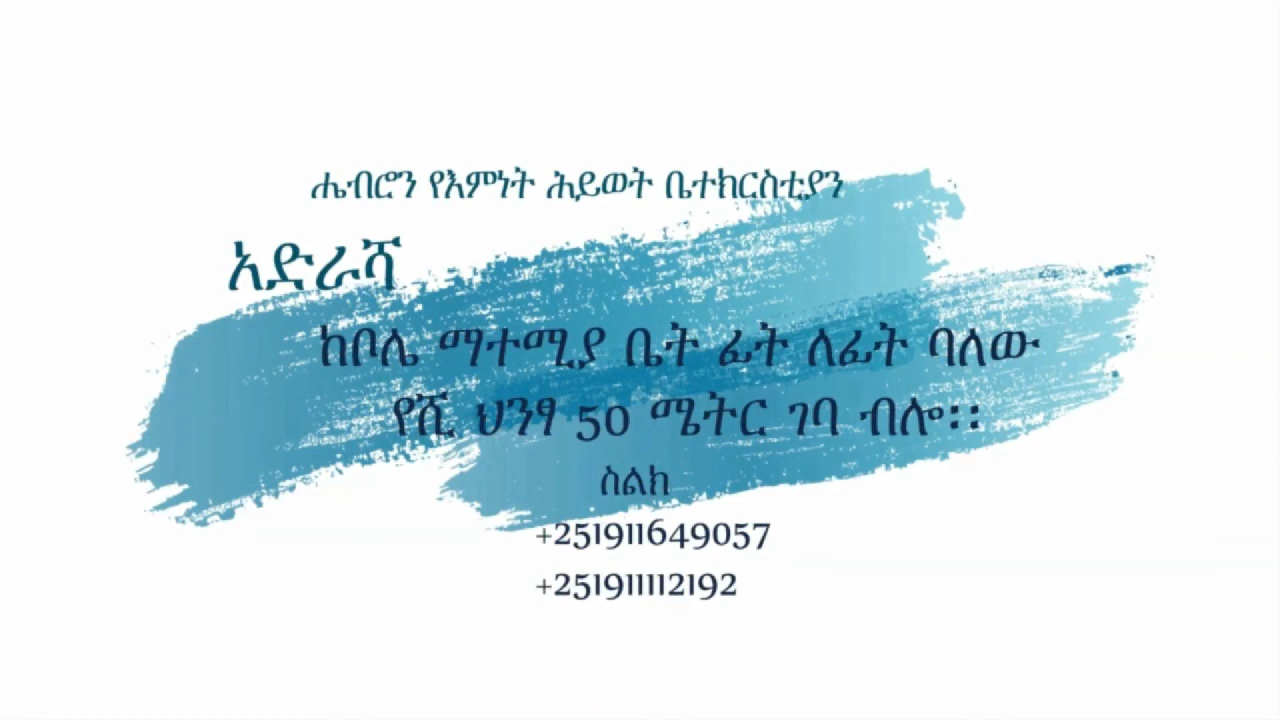 ሔብሮን የእምነት ሕይወት ቤተክርስቲያን
አድራሻ
ከቦሌ ማተሚያ ቤት ፊት ለፊት ባለው
የሺ ህንፃ 50 ሜትር ገባ ብሎ፡፡
ስልክ
+251911649057
+251911112192